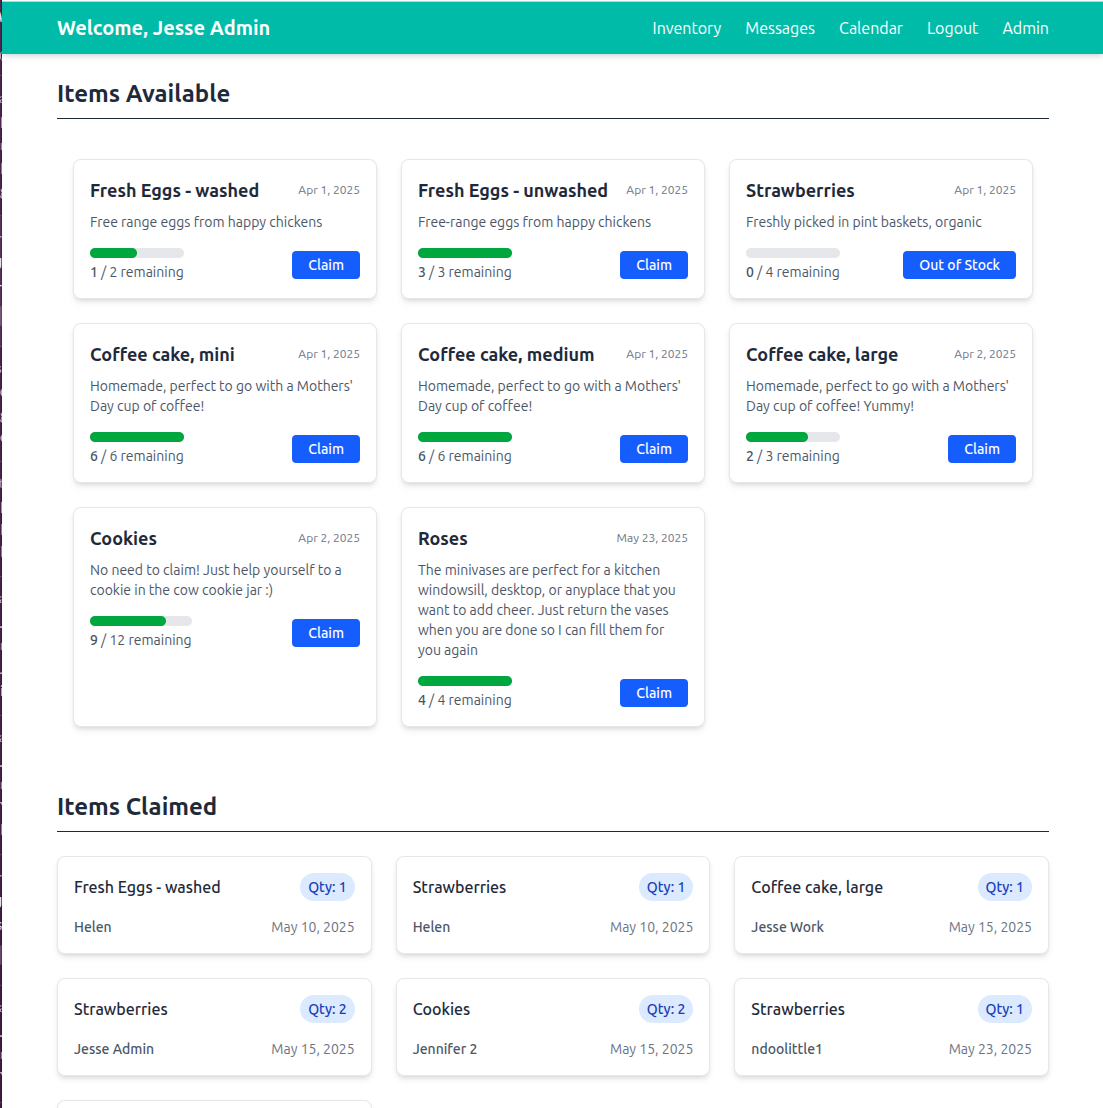 Welcome, Jesse Admin
Inventory Messages Calendar Logout Admin
Items Available
Fresh Eggs - washed
Apr 1, 2025
Free range eggs from happy chickens
1 / 2 remaining
Claim
Fresh Eggs - unwashed
Apr 1, 2025
Free-range eggs from happy chickens
3 / 3 remaining
Claim
Strawberries
Apr 1, 2025
Freshly picked in pint baskets, organic
0 / 4 remaining
Out of Stock
Coffee cake, mini
Apr 1, 2025
Homemade, perfect to go with a Mothers'
Day cup of coffee!
6 / 6 remaining
Claim
Coffee cake, medium
Apr 1, 2025
Homemade, perfect to go with a Mothers'
Day cup of coffee!
6 / 6 remaining
Claim
Coffee cake, large
Apr 2, 2025
Homemade, perfect to go with a Mothers'
Day cup of coffee! Yummy!
2 / 3 remaining
Claim
Cookies
Apr 2, 2025
No need to claim! Just help yourself to a
cookie in the cow cookie jar :)
9 / 12 remaining
Claim
Roses
May 23, 2025
The minivases are perfect for a kitchen
windowsill, desktop, or anyplace that you
want to add cheer. Just return the vases
when you are done so I can fill them for
you again
4 / 4 remaining
Claim
Items Claimed
Fresh Eggs - washed
Qty: 1
Helen
May 10, 2025
Strawberries
Qty: 1
Helen
May 10, 2025
Coffee cake, large
Qty: 1
Jesse Work
May 15, 2025
Strawberries
Qty: 2
Jesse Admin
May 15, 2025
Cookies
Qty: 2
Jennifer 2
May 15, 2025
Strawberries
Qty: 1
ndoolittle1
May 23, 2025